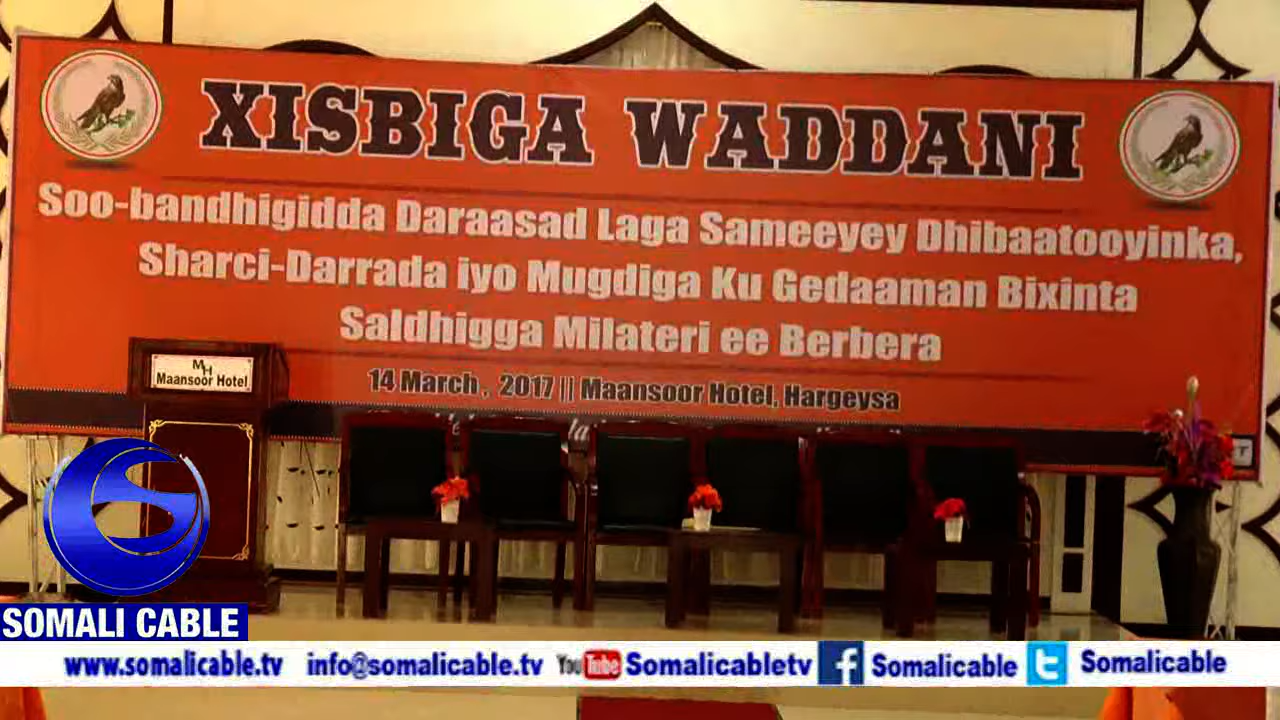 XISBIGA WADDANI
Soo-bandhigidda Daraasad Laga Sameeyey Dhibaatooyinka,
Sharci-Darrada iyo Mugdiga Ku Gedaaman Bixinta
Saldhigga Milateri ee Berbera
14 March, 2017 || Maansoor Hotel, Hargeysa
MH
Maansoor Hotel
SOMALI CABLE
www.somalicable.tv info@somalicable.tv YouTube Somalicabletv f Somalicable t Somalicable